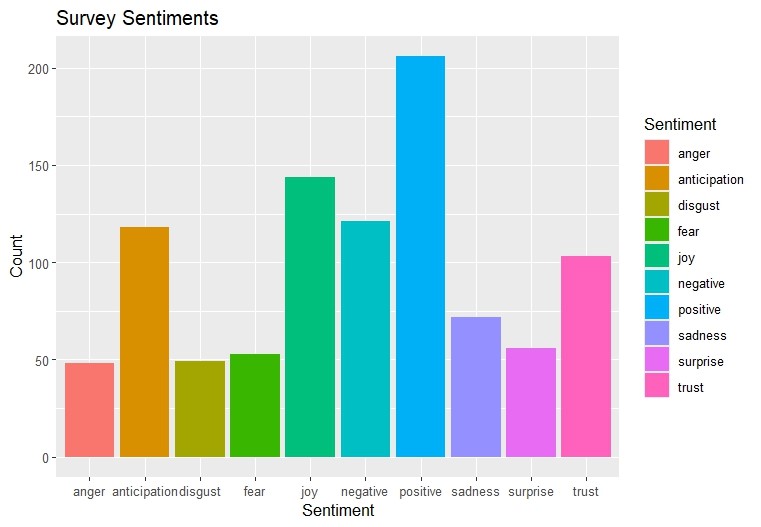 Survey Sentiments
Count
200
150
100
50
0
anger anticipation disgust fear joy negative positive sadness surprise trust
Sentiment
Sentiment
anger
anticipation
disgust
fear
joy
negative
positive
sadness
surprise
trust